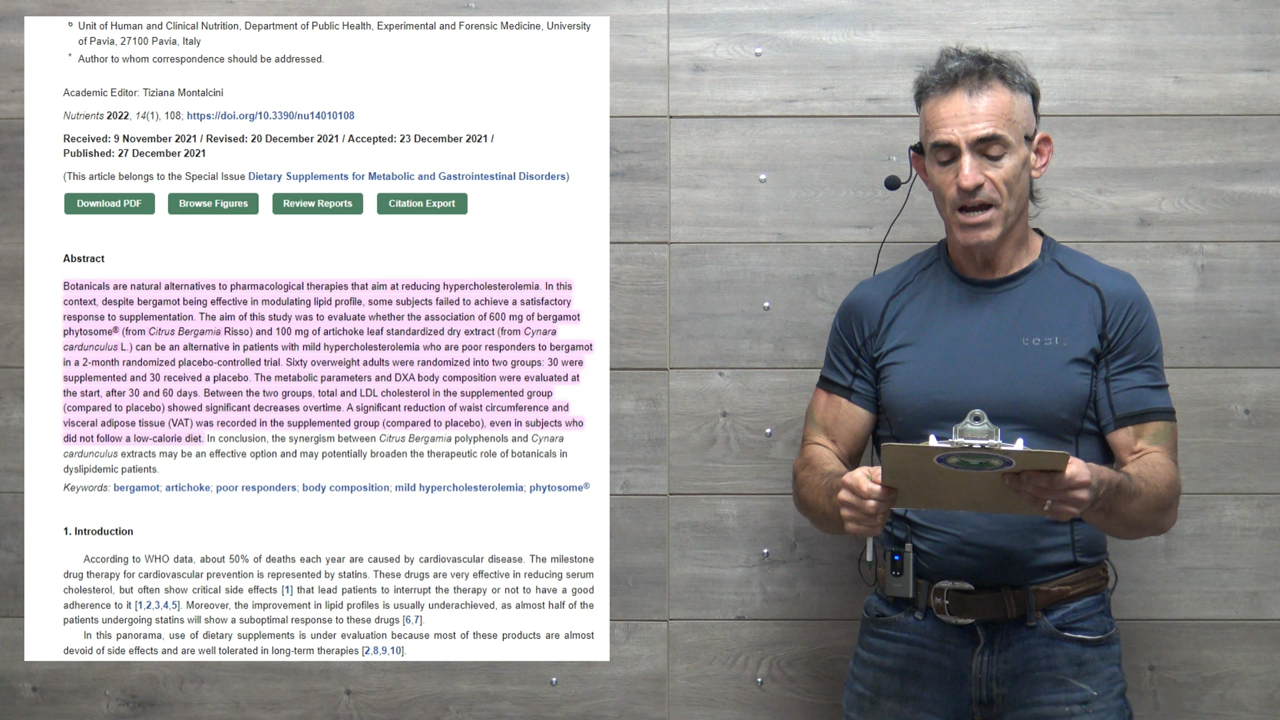 6 Unit of Human and Clinical Nutrition, Department of Public Health, Experimental and Forensic Medicine, University
of Pavia, 27100 Pavia, Italy
* Author to whom correspondence should be addressed.
Academic Editor: Tiziana Montalcini
Nutrients 2022, 14(1), 108; https://doi.org/10.3390/nu14010108
Received: 9 November 2021 / Revised: 20 December 2021 / Accepted: 23 December 2021 /
Published: 27 December 2021
(This article belongs to the Special Issue Dietary Supplements for Metabolic and Gastrointestinal Disorders)
Download PDF Browse Figures Review Reports Citation Export
Abstract
Botanicals are natural alternatives to pharmacological therapies that aim at reducing hypercholesterolemia. In this
context, despite bergamot being effective in modulating lipid profile, some subjects failed to achieve a satisfactory
response to supplementation. The aim of this study was to evaluate whether the association of 600 mg of bergamot
phytosome® (from Citrus Bergamia Risso) and 100 mg of artichoke leaf standardized dry extract (from Cynara
cardunculus L.) can be an alternative in patients with mild hypercholesterolemia who are poor responders to bergamot
in a 2-month randomized placebo-controlled trial. Sixty overweight adults were randomized into two groups: 30 were
supplemented and 30 received a placebo. The metabolic parameters and DXA body composition were evaluated at
the start, after 30 and 60 days. Between the two groups, total and LDL cholesterol in the supplemented group
(compared to placebo) showed significant decreases overtime. A significant reduction of waist circumference and
visceral adipose tissue (VAT) was recorded in the supplemented group (compared to placebo), even in subjects who
did not follow a low-calorie diet. In conclusion, the synergism between Citrus Bergamia polyphenols and Cynara
cardunculus extracts may be an effective option and may potentially broaden the therapeutic role of botanicals in
dyslipidemic patients.
Keywords: bergamot; artichoke; poor responders; body composition; mild hypercholesterolemia; phytosome®
1. Introduction
According to WHO data, about 50% of deaths each year are caused by cardiovascular disease. The milestone
drug therapy for cardiovascular prevention is represented by statins. These drugs are very effective in reducing serum
cholesterol, but often show critical side effects [1] that lead patients to interrupt the therapy or not to have a good
adherence to it [1,2,3,4,5]. Moreover, the improvement in lipid profiles is usually underachieved, as almost half of the
patients undergoing statins will show a suboptimal response to these drugs [6,7].
In this panorama, use of dietary supplements is under evaluation because most of these products are almost
devoid of side effects and are well tolerated in long-term therapies [2,8,9,10].